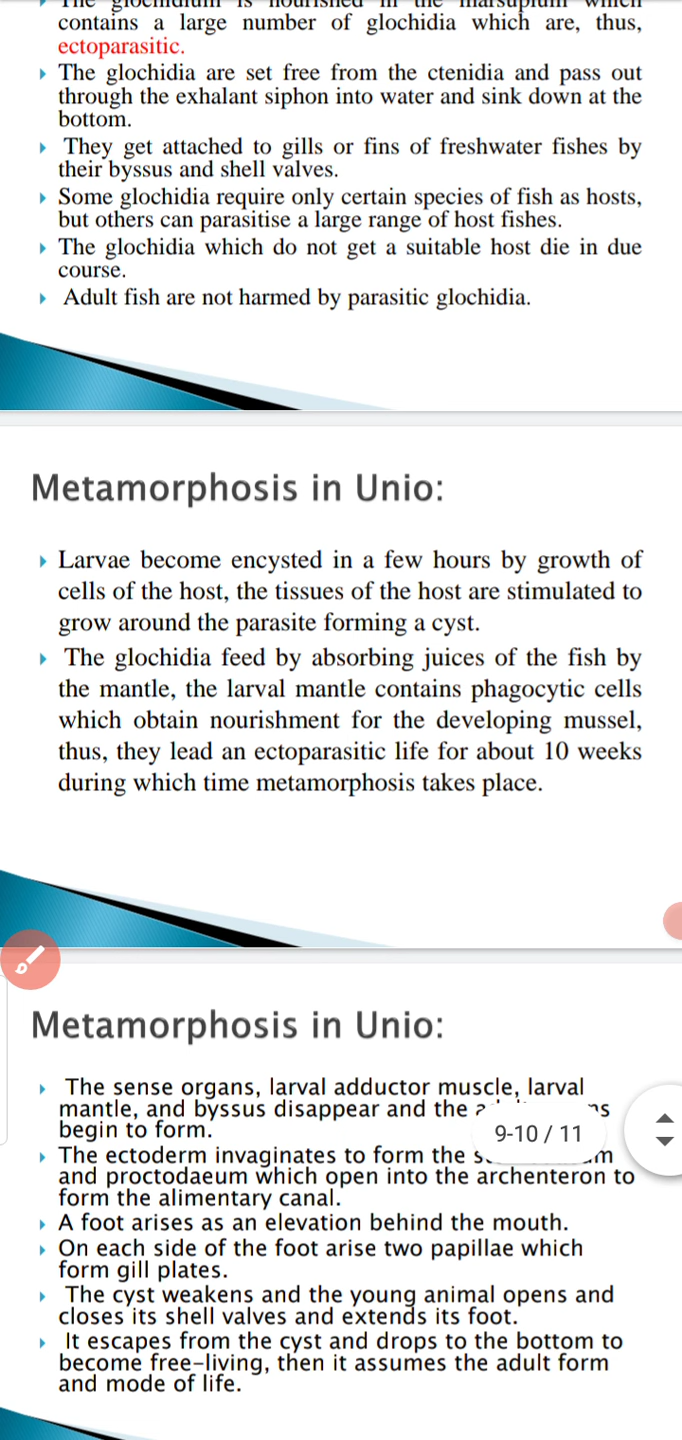 The glochidium is nourished in the marsupium which
contains a large number of glochidia which are, thus,
ectoparasitic.
The glochidia are set free from the ctenidia and pass out
through the exhalant siphon into water and sink down at the
bottom.
They get attached to gills or fins of freshwater fishes by
their byssus and shell valves.
Some glochidia require only certain species of fish as hosts,
but others can parasitise a large range of host fishes.
The glochidia which do not get a suitable host die in due
course.
Adult fish are not harmed by parasitic glochidia.
Metamorphosis in Unio:
Larvae become encysted in a few hours by growth of
cells of the host, the tissues of the host are stimulated to
grow around the parasite forming a cyst.
The glochidia feed by absorbing juices of the fish by
the mantle, the larval mantle contains phagocytic cells
which obtain nourishment for the developing mussel,
thus, they lead an ectoparasitic life for about 10 weeks
during which time metamorphosis takes place.
Metamorphosis in Unio:
The sense organs, larval adductor muscle, larval
mantle, and byssus disappear and the
begin to form.
9-10 / 11
The ectoderm invaginates to form the
and proctodaeum which open into the archenteron to
form the alimentary canal.
A foot arises as an elevation behind the mouth.
On each side of the foot arise two papillae which
form gill plates.
The cyst weakens and the young animal opens and
closes its shell valves and extends its foot.
It escapes from the cyst and drops to the bottom to
become free-living, then it assumes the adult form
and mode of life.